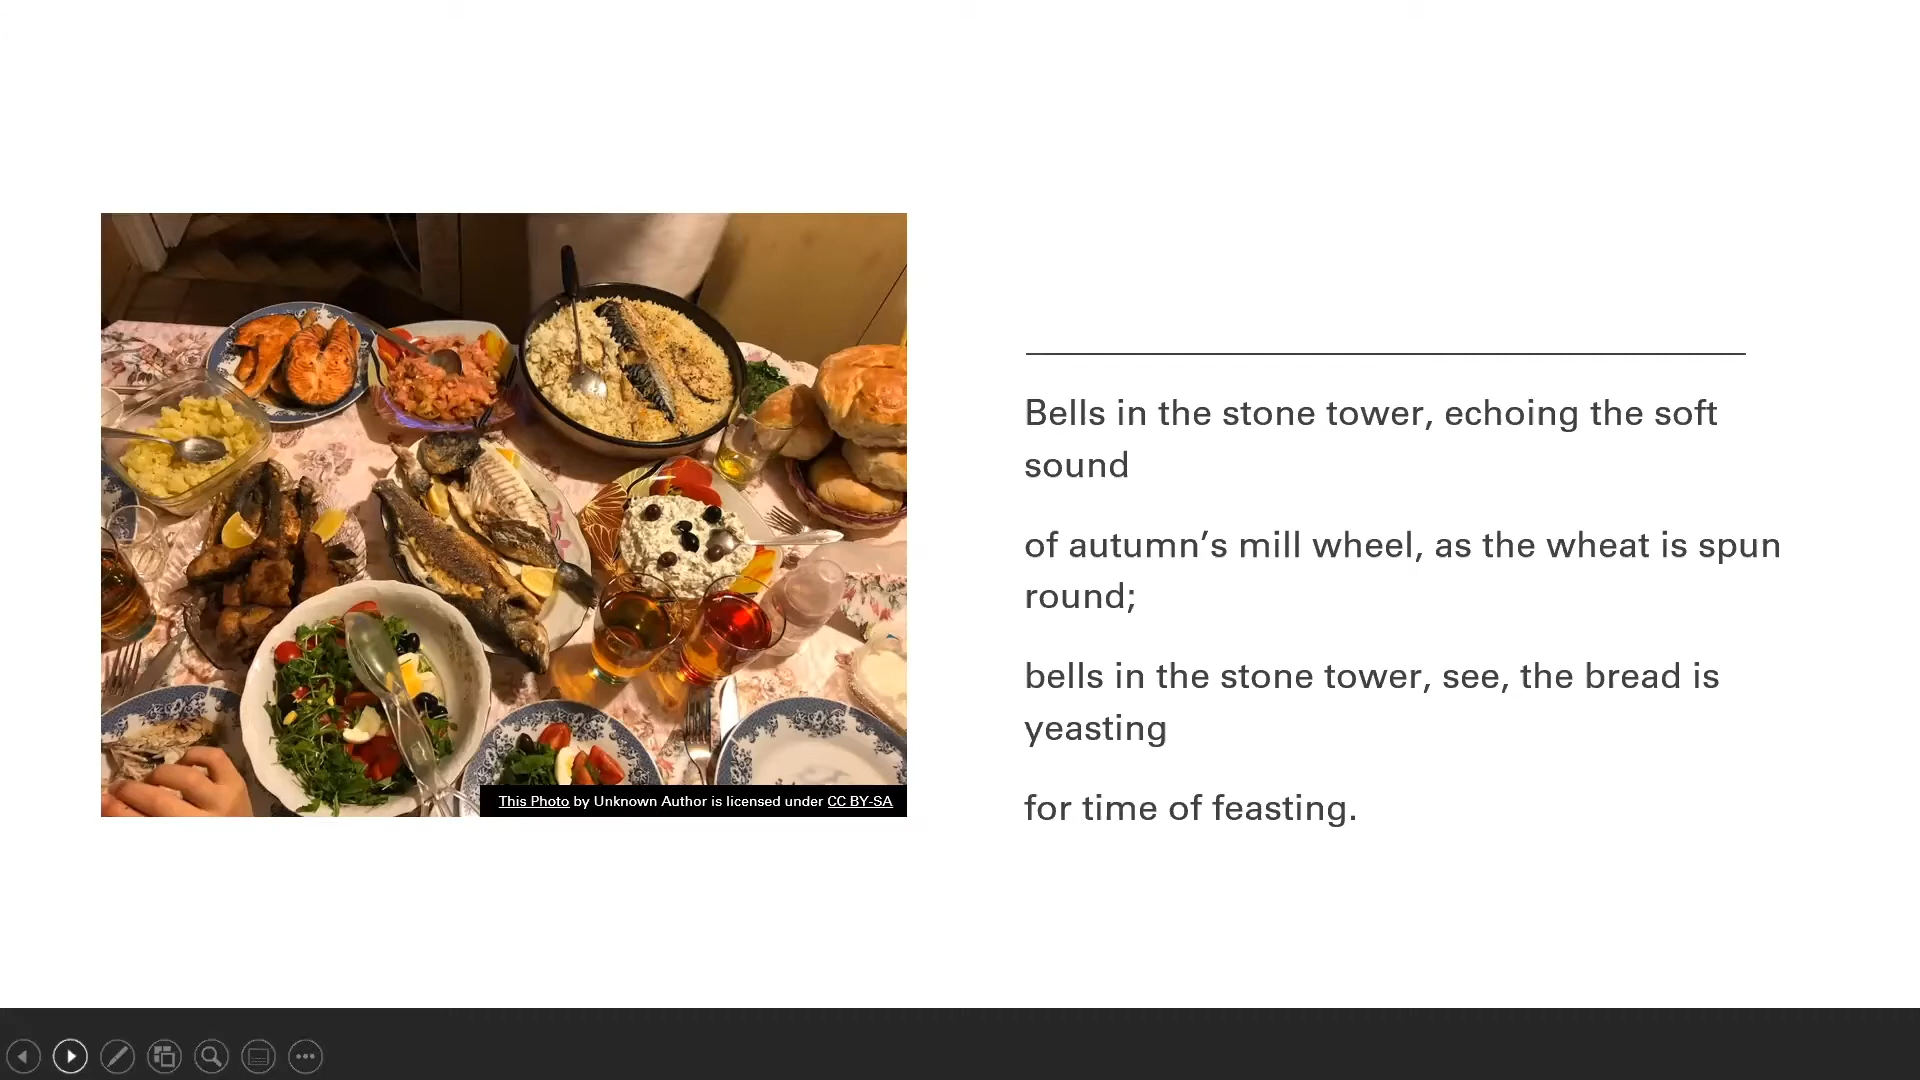 Bells in the stone tower, echoing the soft
sound
of autumn’s mill wheel, as the wheat is spun
round;
bells in the stone tower, see, the bread is
yeasting
for time of feasting.
This Photo by Unknown Author is licensed under CC BY-SA